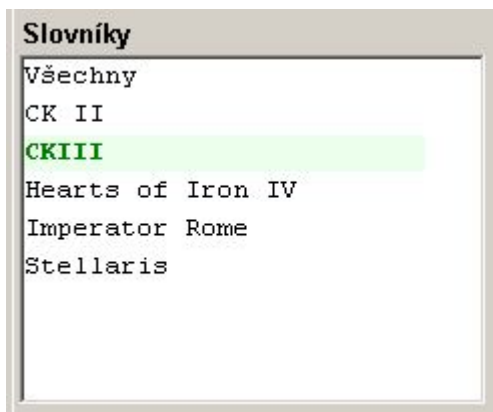 Slovníky
Všechny
CK II
CKIII
Hearts of Iron IV
Imperator Rome
Stellaris